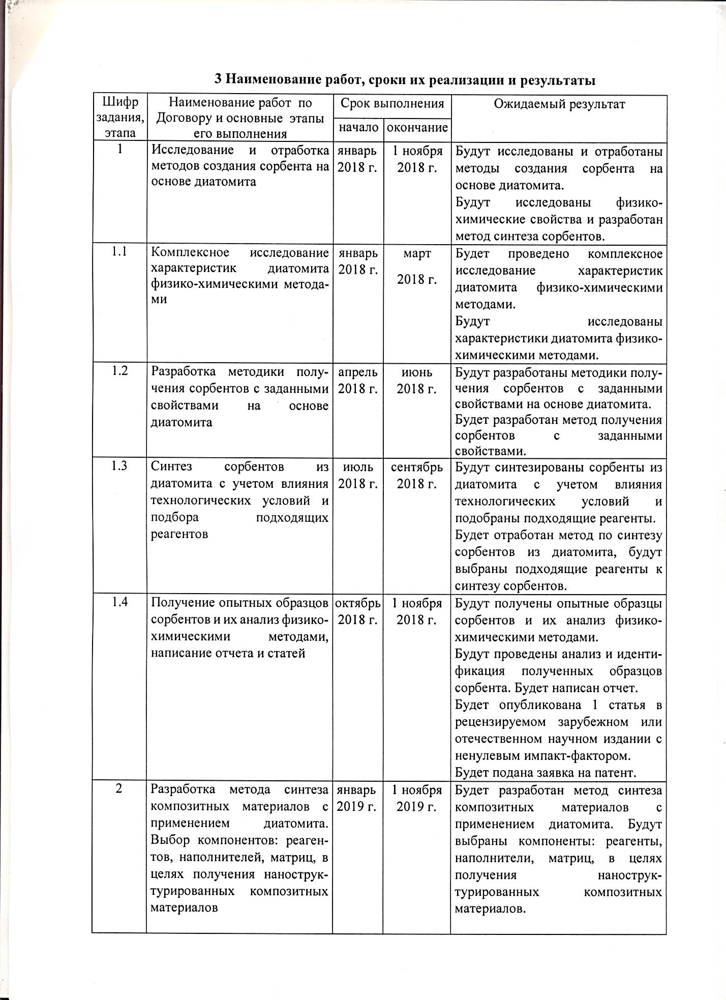 3 Наименование работ, сроки их реализации и результаты
Шифр
задания,
этапа
Наименование работ по
Договору и основные этапы
его выполнения
Срок выполнения
начало
окончание
Ожидаемый результат
1
Исследование и отработка
методов создания сорбента на
основе диатомита
январь
2018 г.
1 ноября
2018 г.
Будут исследованы и отработаны
методы создания сорбента на
основе диатомита.
Будут исследованы физико-
химические свойства и разработан
метод синтеза сорбентов.
1.1
Комплексное исследование
характеристик диатомита
физико-химическими метода-
ми
январь
2018 г.
март
2018 г.
Будет проведено комплексное
исследование характеристик
диатомита физико-химическими
методами.
Будут исследованы
характеристики диатомита физико-
химическими методами.
1.2
Разработка методики полу-
чения сорбентов с заданными
свойствами на основе
диатомита
апрель
2018 г.
июнь
2018 г.
Будут разработаны методики полу-
чения сорбентов с заданными
свойствами на основе диатомита.
Будет разработан метод получения
сорбентов с заданными
свойствами.
1.3
Синтез сорбентов из
диатомита с учетом влияния
технологических условий и
подбора подходящих
реагентов
июль
2018 г.
сентябрь
2018 г.
Будут синтезированы сорбенты из
диатомита с учетом влияния
технологических условий и
подобраны подходящие реагенты.
Будет отработан метод по синтезу
сорбентов из диатомита, будут
выбраны подходящие реагенты к
синтезу сорбентов.
1.4
Получение опытных образцов
сорбентов и их анализ физико-
химическими методами,
написание отчета и статей
октябрь
2018 г.
1 ноября
2018 г.
Будут получены опытные образцы
сорбентов и их анализ физико-
химическими методами.
Будут проведены анализ и иденти-
фикация полученных образцов
сорбента. Будет написан отчет.
Будет опубликована 1 статья в
рецензируемом зарубежном или
отечественном научном издании с
ненулевым импакт-фактором.
Будет подана заявка на патент.
2
Разработка метода синтеза
композитных материалов с
применением диатомита.
Выбор компонентов: реаген-
тов, наполнителей, матриц, в
целях получения нанострук-
турированных композитных
материалов
январь
2019 г.
1 ноября
2019 г.
Будет разработан метод синтеза
композитных материалов с
применением диатомита. Будут
выбраны компоненты: реагенты,
наполнители, матриц, в целях
получения нанострук-
турированных композитных
материалов.